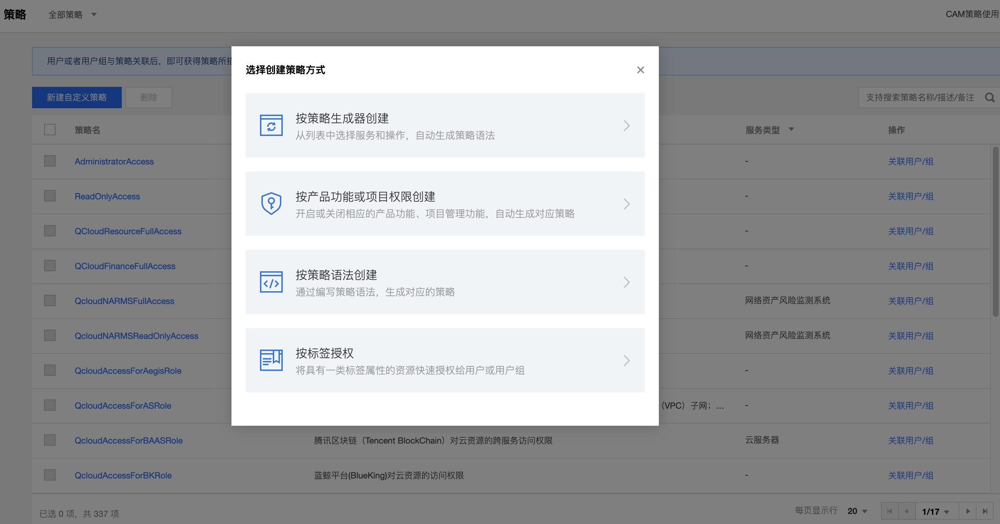 策略
全部策略
CAM策略使用
用户或者用户组与策略关联后，即可获得策略所
选择创建策略方式
新建自定义策略
删除
支持搜索策略名称/描述/备注
按策略生成器创建
从列表中选择服务和操作，自动生成策略语法
策略名
服务类型
操作
AdministratorAccess
-
关联用户/组
按产品功能或项目权限创建
开启或关闭相应的产品功能、项目管理功能，自动生成对应策略
ReadOnlyAccess
-
关联用户/组
QCloudResourceFullAccess
-
关联用户/组
QCloudFinanceFullAccess
-
关联用户/组
按策略语法创建
通过编写策略语法，生成对应的策略
QcloudNARMSFullAccess
网络资产风险监测系统
关联用户/组
QcloudNARMSReadOnlyAccess
网络资产风险监测系统
关联用户/组
按标签授权
将具有一类标签属性的资源快速授权给用户或用户组
QcloudAccessForAegisRole
-
关联用户/组
QcloudAccessForASRole
（VPC）子网；...
-
关联用户/组
QcloudAccessForBAASRole
腾讯区块链（Tencent BlockChain）对云资源的跨服务访问权限
云服务器
关联用户/组
QcloudAccessForBKRole
蓝鲸平台(BlueKing)对云资源的访问权限
-
关联用户/组
已选 0 项，共 337 项
每页显示行
20
1/17